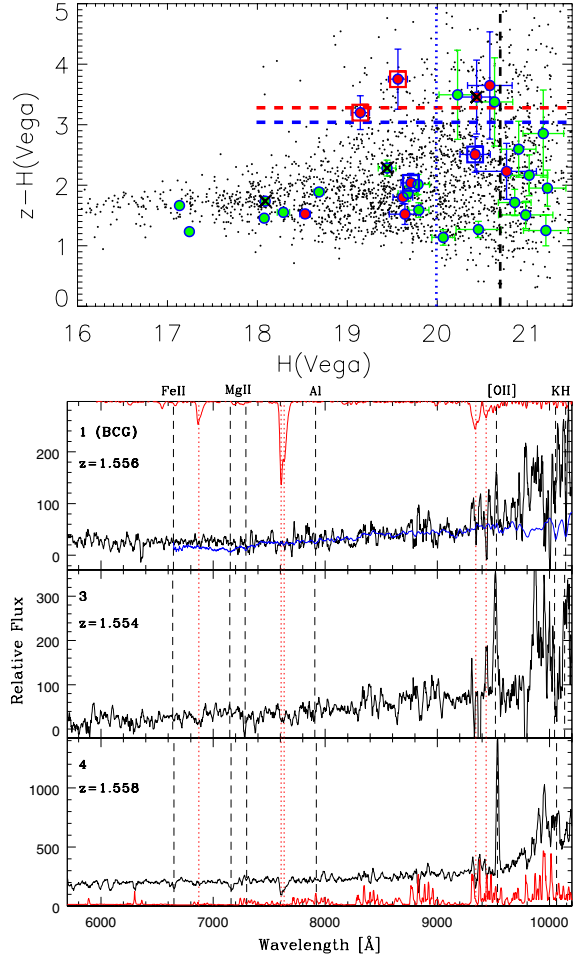 5
4
3
2
1
0
z−H(Vega)
16 17 18 19 20 21
H(Vega)
FeII MgII Al [OII] KH
1 (BCG)
z=1.556
200
100
0
3
z=1.554
300
200
100
0
4
z=1.558
1000
500
0
Relative Flux
6000 7000 8000 9000 10000
Wavelength [Å]